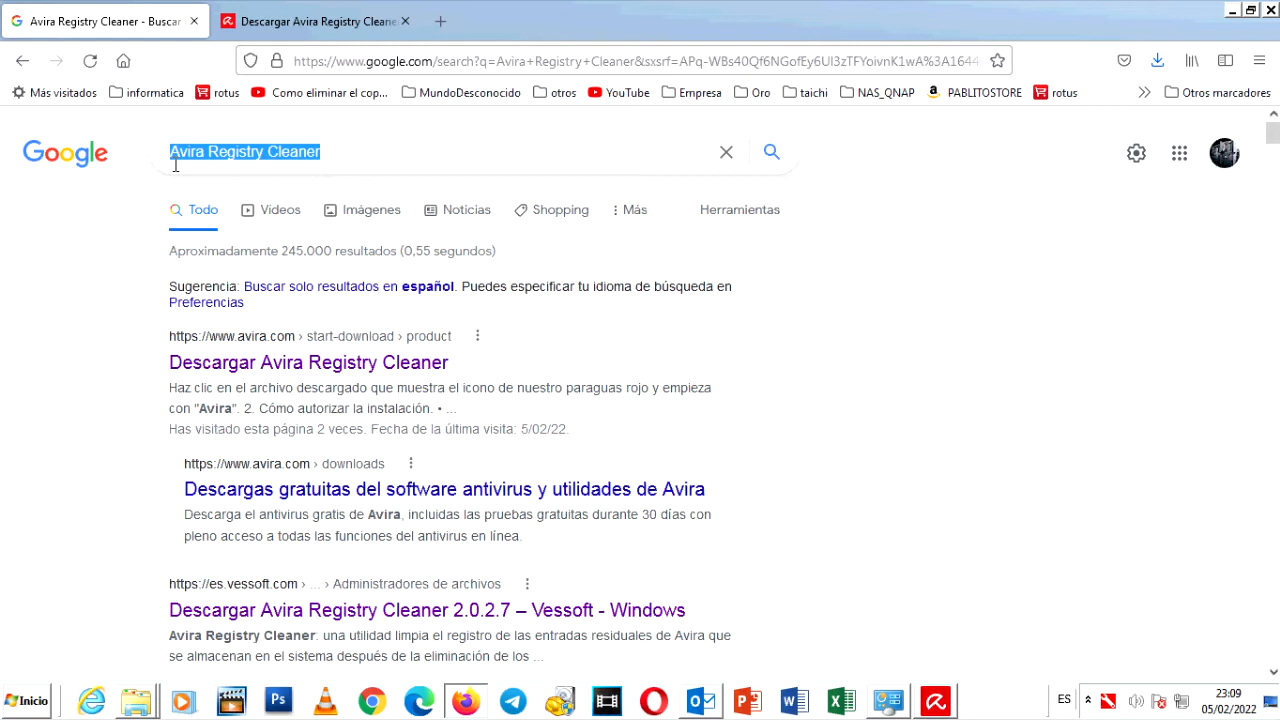 Avira Registry Cleaner - Buscar
Descargar Avira Registry Cleane
https://www.google.com/search?q=Avira+Registry+Cleaner&sxsrf=APq-WBs40Qf6NGofEy6Ul3zTFYoivnK1wA%3A1644
Más visitados
informatica
rotus
Como eliminar el cop...
MundoDesconocido
otros
YouTube
Empresa
Oro
taichi
NAS_QNAP
PABLITOSTORE
rotus
Otros marcadores
Google
Avira Registry Cleaner
Todo
Vídeos
Imágenes
Noticias
Shopping
Más
Herramientas
Aproximadamente 245.000 resultados (0,55 segundos)
Sugerencia: Buscar solo resultados en español. Puedes especificar tu idioma de búsqueda en
Preferencias
https://www.avira.com › start-download › product
Descargar Avira Registry Cleaner
Haz clic en el archivo descargado que muestra el icono de nuestro paraguas rojo y empieza
con "Avira". 2. Cómo autorizar la instalación. • ...
Has visitado esta página 2 veces. Fecha de la última visita: 5/02/22.
https://www.avira.com › downloads
Descargas gratuitas del software antivirus y utilidades de Avira
Descarga el antivirus gratis de Avira, incluidas las pruebas gratuitas durante 30 días con
pleno acceso a todas las funciones del antivirus en línea.
https://es.vessoft.com › ... › Administradores de archivos
Descargar Avira Registry Cleaner 2.0.2.7 – Vessoft - Windows
Avira Registry Cleaner: una utilidad limpia el registro de las entradas residuales de Avira que
se almacenan en el sistema después de la eliminación de los ...
Inicio
Ps
ES
23:09
05/02/2022